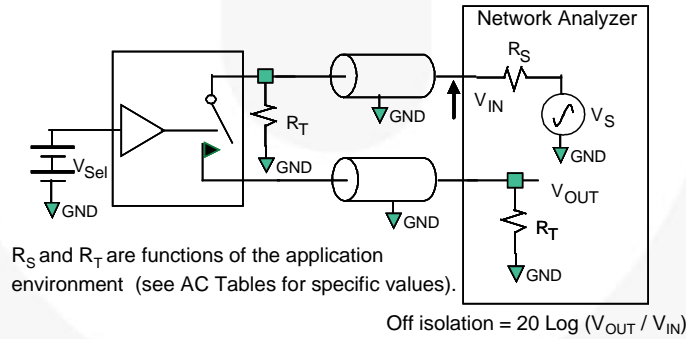 Network Analyzer
R_S
V_IN
V_S
GND
R_T
GND
GND
V_Sel
GND
GND
V_OUT
R_T
GND
R_S and R_T are functions of the application
environment (see AC Tables for specific values).
Off isolation = 20 Log (V_OUT / V_IN)